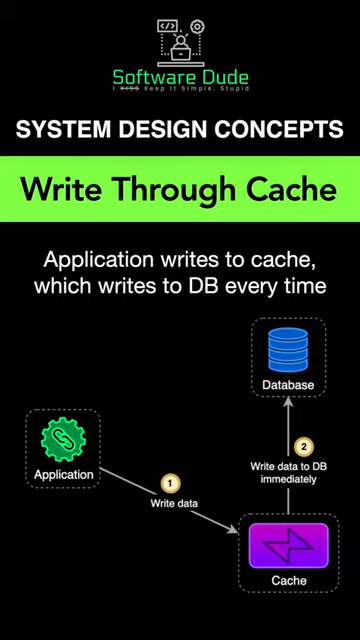 Software Dude
I KISS Keep It Simple, Stupid
SYSTEM DESIGN CONCEPTS
Write Through Cache
Application writes to cache,
which writes to DB every time
Database
Application
1
Write data
2
Write data to DB
immediately
Cache